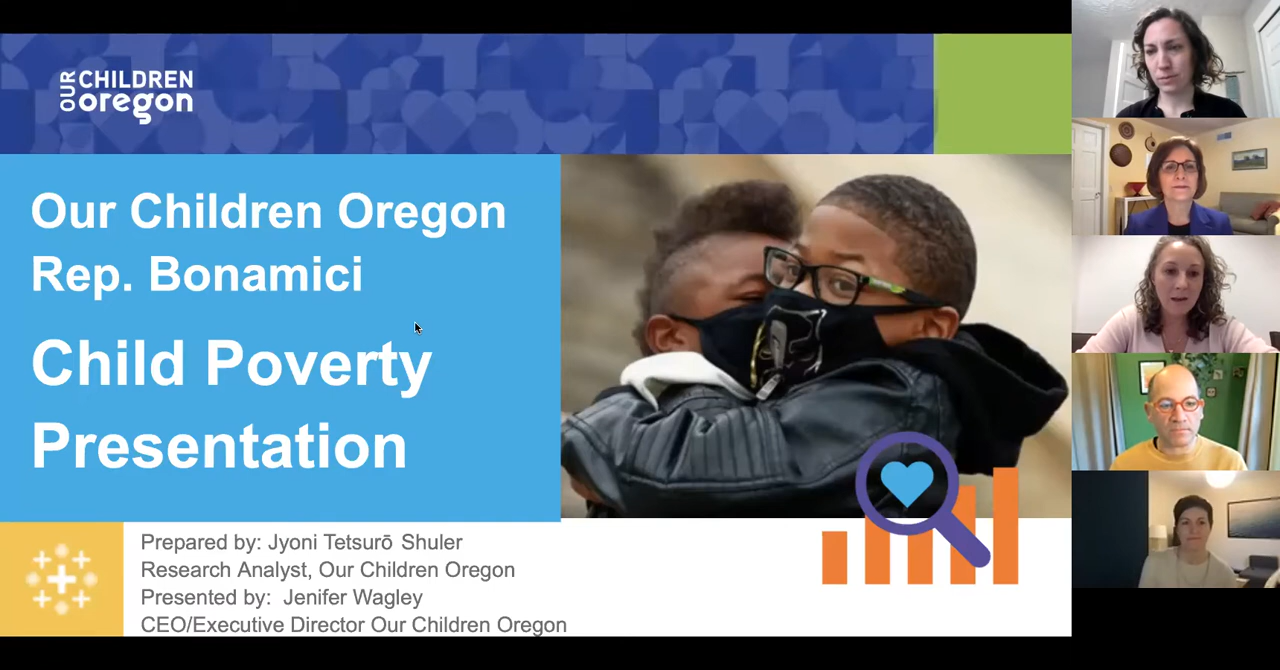 OUR CHILDREN
oregon
Our Children Oregon
Rep. Bonamici
Child Poverty
Presentation
Prepared by: Jyoni Tetsurō Shuler
Research Analyst, Our Children Oregon
Presented by: Jenifer Wagley
CEO/Executive Director Our Children Oregon